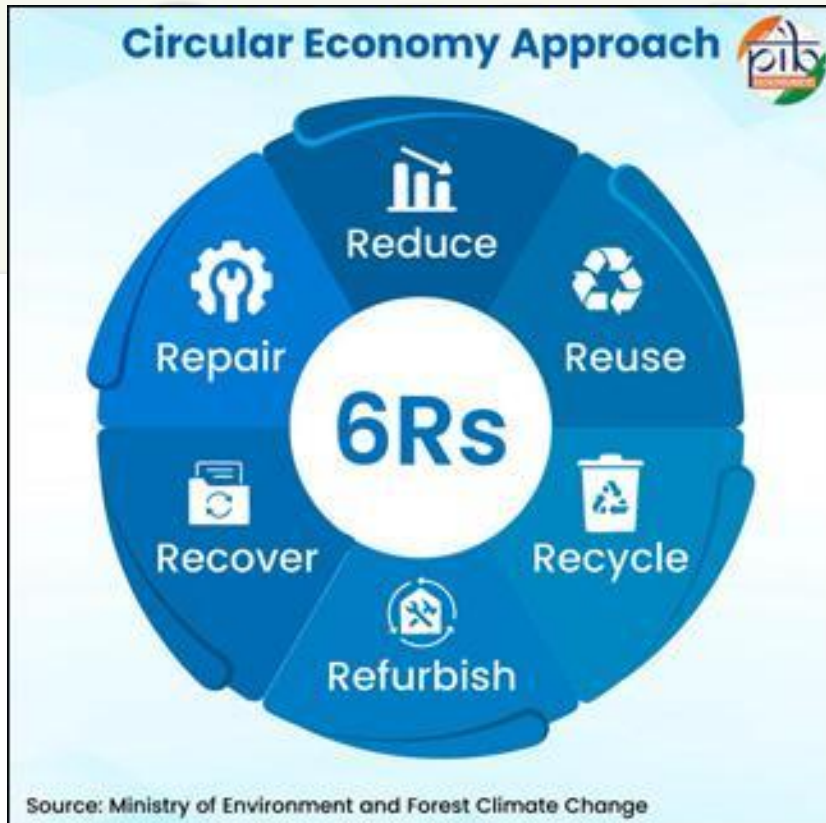 Circular Economy Approach
pib
Reduce
Reuse
Recycle
Refurbish
Recover
Repair
6Rs
Source: Ministry of Environment and Forest Climate Change